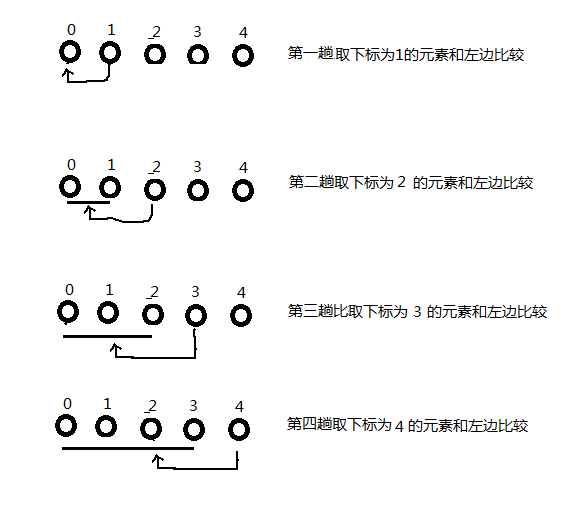 0 1 2 3 4
第一趟取下标为1的元素和左边比较
0 1 2 3 4
第二趟取下标为 2 的元素和左边比较
0 1 2 3 4
第三趟比取下标为 3 的元素和左边比较
0 1 2 3 4
第四趟取下标为 4 的元素和左边比较